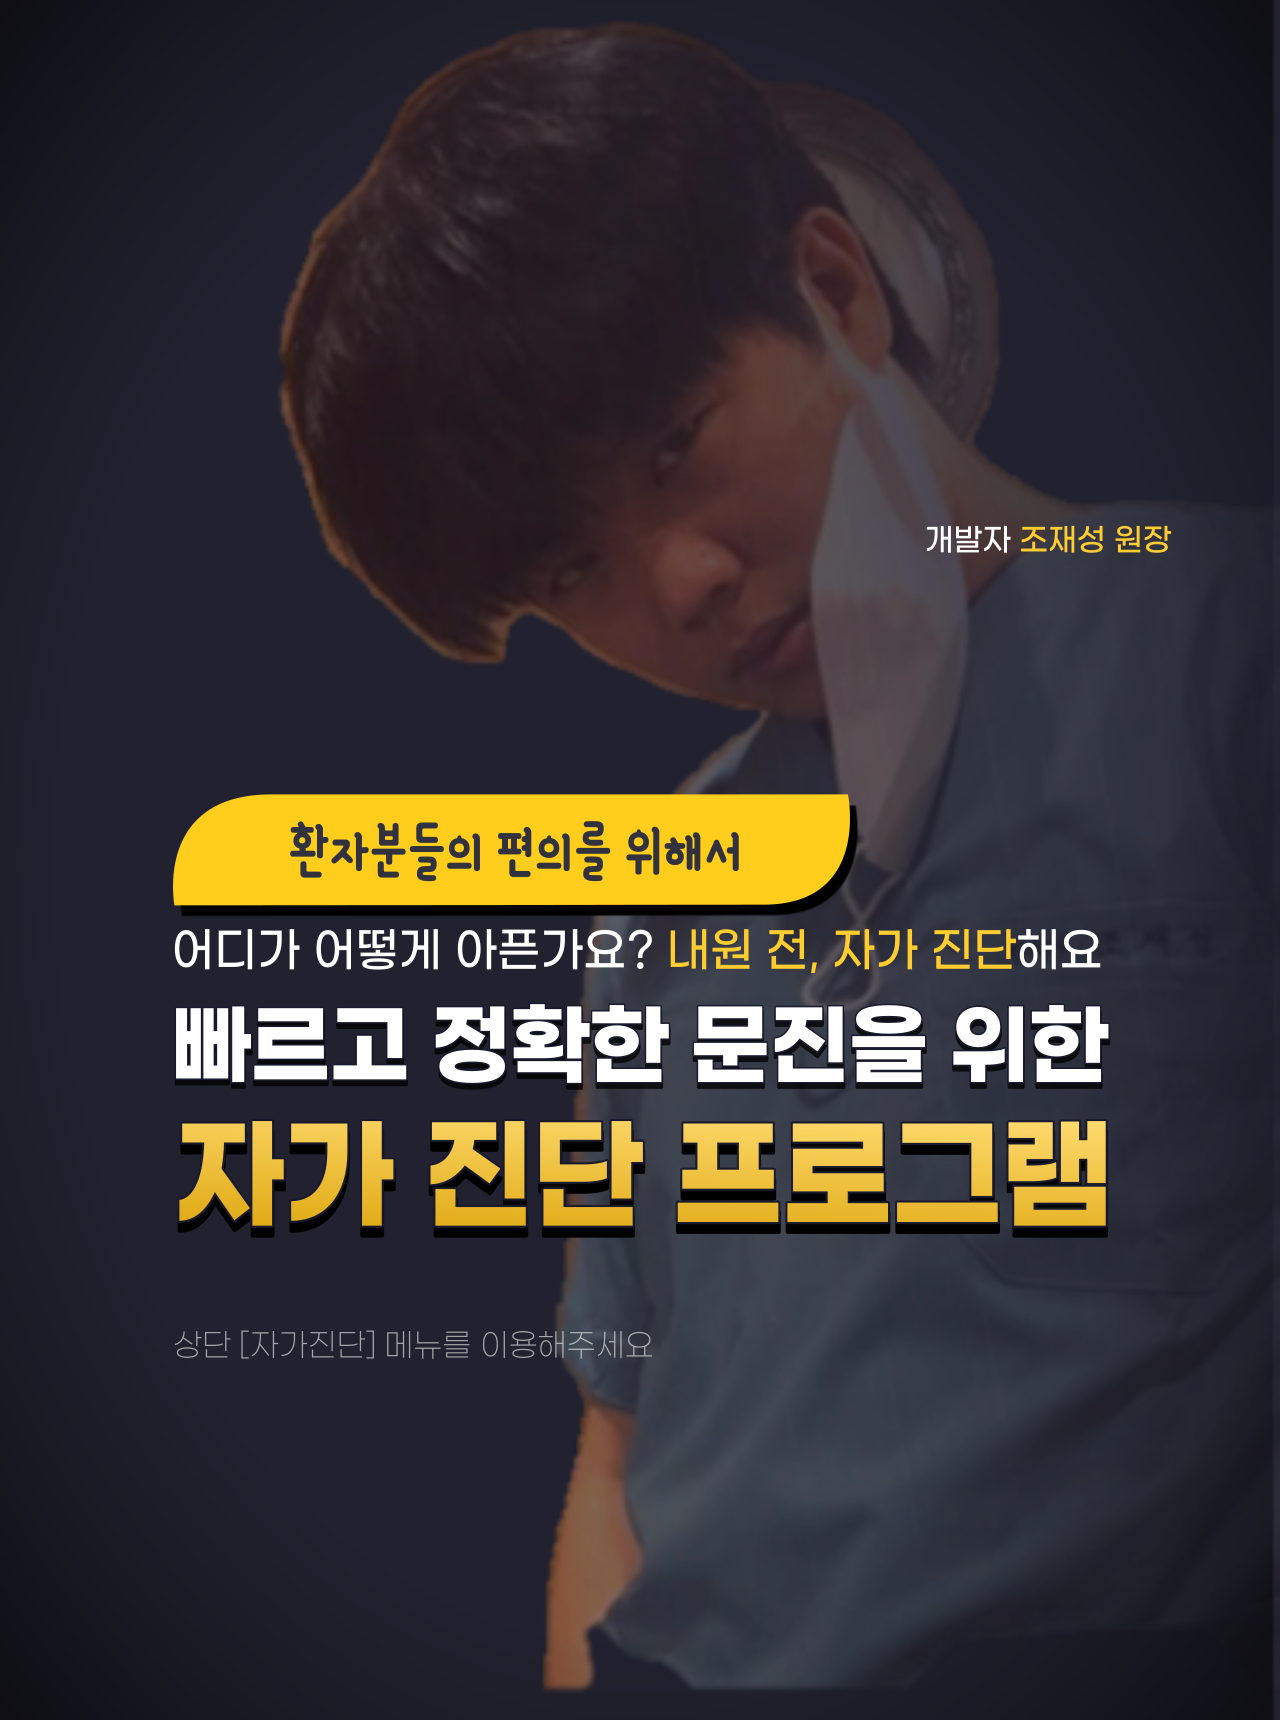 개발자 조재성 원장
환자분들의 편의를 위해서
어디가 어떻게 아픈가요? 내원 전, 자가 진단해요
빠르고 정확한 문진을 위한
자가 진단 프로그램
상단 [자가진단] 메뉴를 이용해주세요